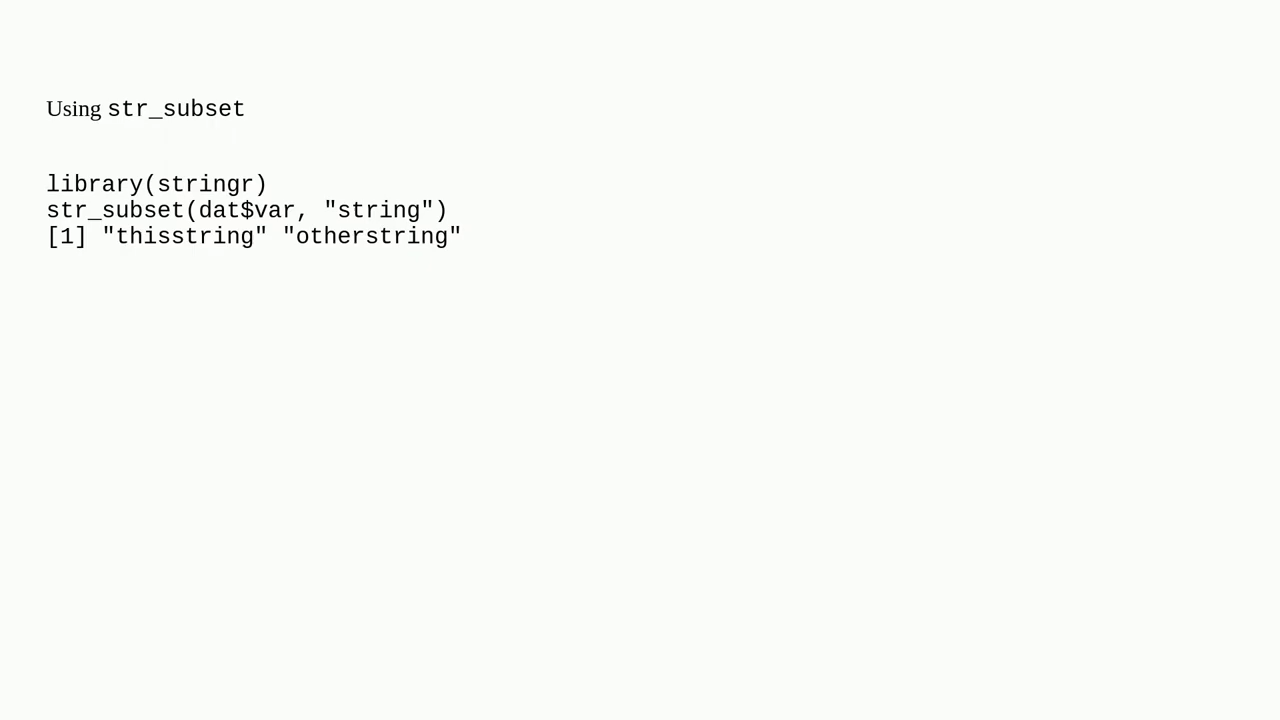 Using str_subset
library(stringr)
str_subset(dat$var, "string")
[1] "thisstring" "otherstring"